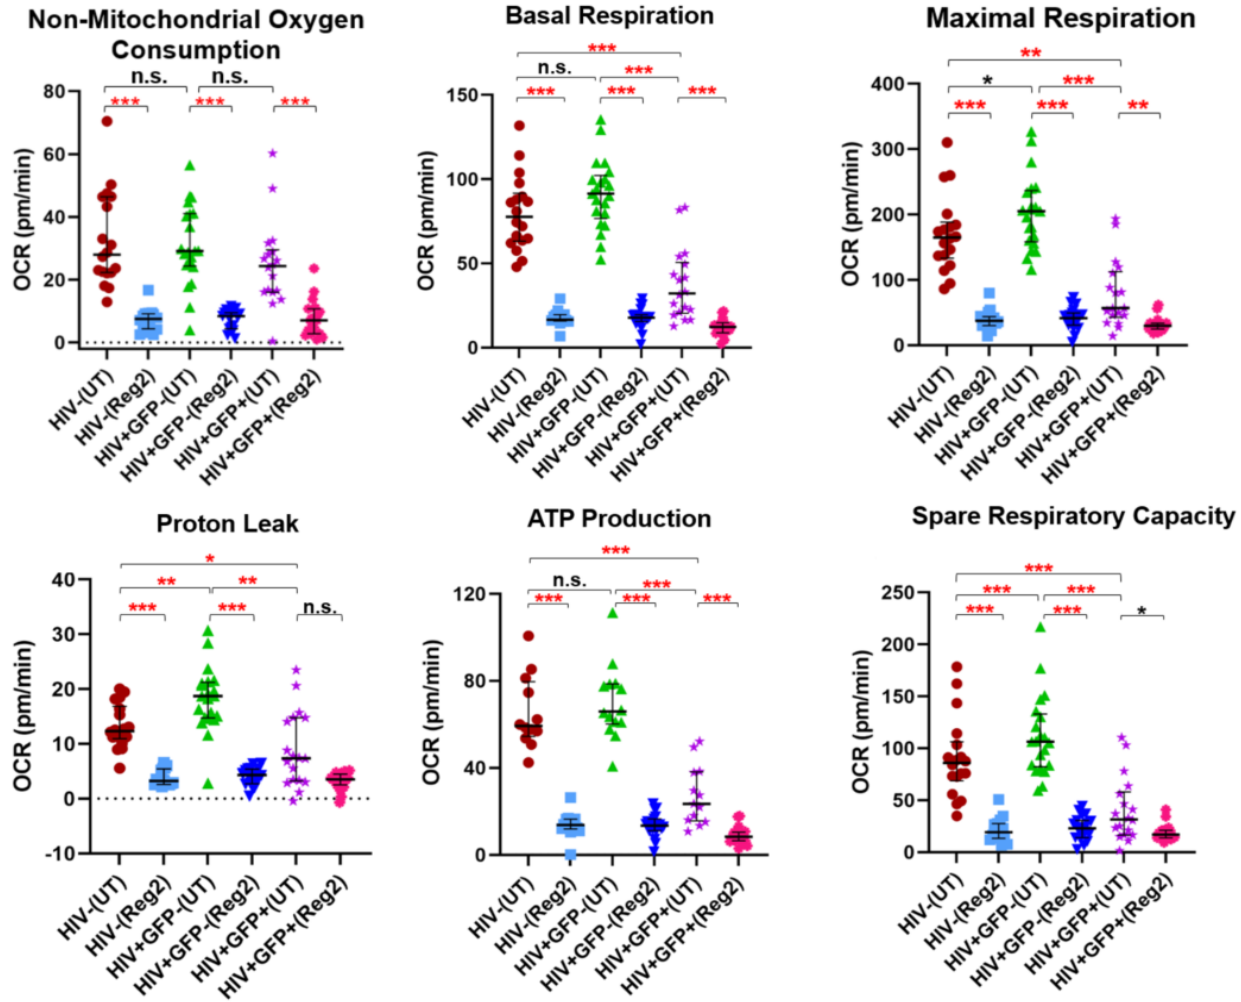 Non-Mitochondrial Oxygen
Consumption
n.s.
n.s.
***
***
***
OCR (pm/min)
80
60
40
20
0
HIV-(UT)
HIV-(Reg2)
HIV+GFP-(UT)
HIV+GFP-(Reg2)
HIV+GFP+(UT)
HIV+GFP+(Reg2)
Basal Respiration
***
n.s.
***
***
***
***
OCR (pm/min)
150
100
50
0
HIV-(UT)
HIV-(Reg2)
HIV+GFP-(UT)
HIV+GFP-(Reg2)
HIV+GFP+(UT)
HIV+GFP+(Reg2)
Maximal Respiration
**
*
***
***
***
**
OCR (pm/min)
400
300
200
100
0
HIV-(UT)
HIV-(Reg2)
HIV+GFP-(UT)
HIV+GFP-(Reg2)
HIV+GFP+(UT)
HIV+GFP+(Reg2)
Proton Leak
*
**
**
***
***
n.s.
OCR (pm/min)
40
30
20
10
0
-10
HIV-(UT)
HIV-(Reg2)
HIV+GFP-(UT)
HIV+GFP-(Reg2)
HIV+GFP+(UT)
HIV+GFP+(Reg2)
ATP Production
***
n.s.
***
***
***
***
OCR (pm/min)
120
80
40
0
HIV-(UT)
HIV-(Reg2)
HIV+GFP-(UT)
HIV+GFP-(Reg2)
HIV+GFP+(UT)
HIV+GFP+(Reg2)
Spare Respiratory Capacity
***
***
***
***
***
*
OCR (pm/min)
250
200
150
100
50
0
HIV-(UT)
HIV-(Reg2)
HIV+GFP-(UT)
HIV+GFP-(Reg2)
HIV+GFP+(UT)
HIV+GFP+(Reg2)